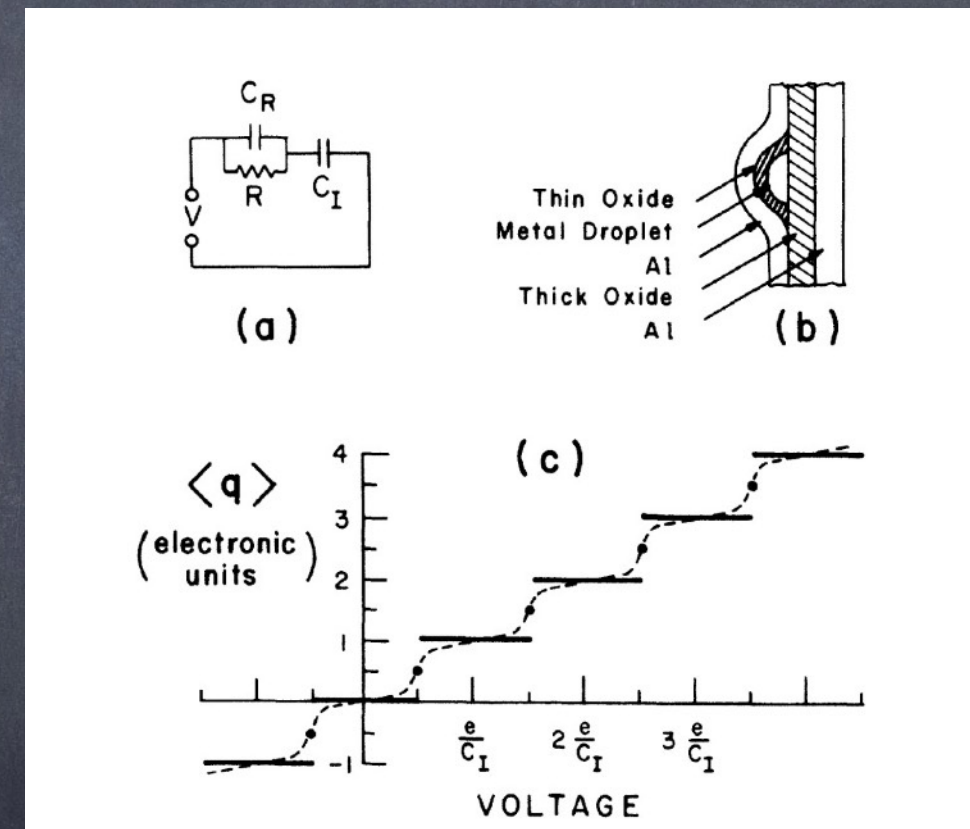 C_R
R
C_I
V
(a)
Thin Oxide
Metal Droplet
Al
Thick Oxide
Al
(b)
(c)
⟨q⟩
(electronic
units)
4
3
2
1
-1
e/C_I
2 e/C_I
3 e/C_I
VOLTAGE